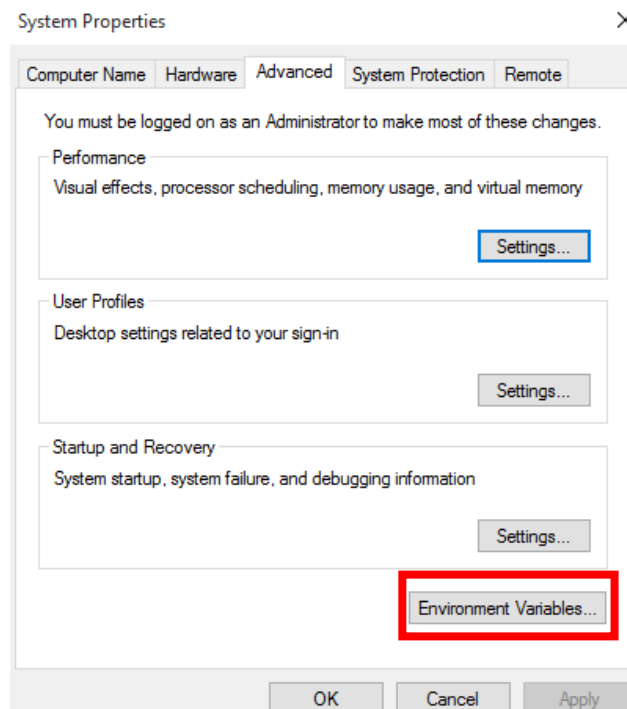 System Properties
Computer Name Hardware Advanced System Protection Remote
You must be logged on as an Administrator to make most of these changes.
Performance
Visual effects, processor scheduling, memory usage, and virtual memory
Settings...
User Profiles
Desktop settings related to your sign-in
Settings...
Startup and Recovery
System startup, system failure, and debugging information
Settings...
Environment Variables...
OK Cancel Apply